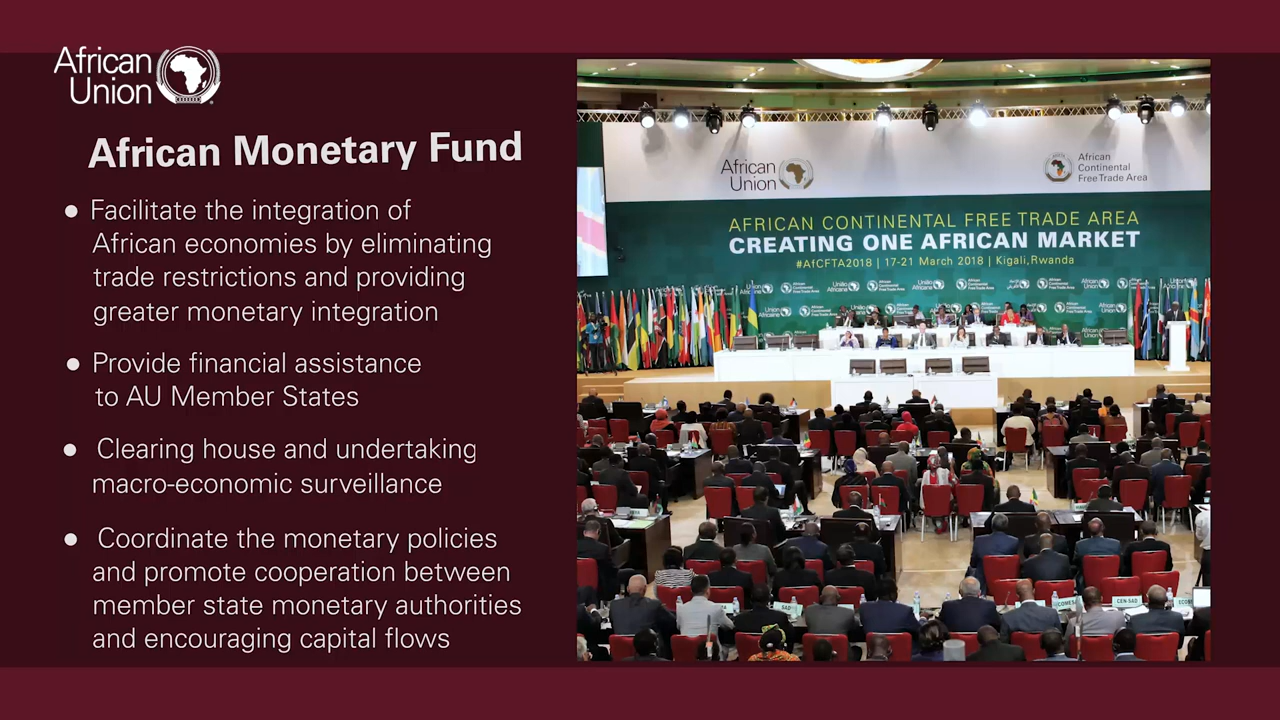 African
Union
African Monetary Fund
● Facilitate the integration of
African economies by eliminating
trade restrictions and providing
greater monetary integration
● Provide financial assistance
to AU Member States
● Clearing house and undertaking
macro-economic surveillance
● Coordinate the monetary policies
and promote cooperation between
member state monetary authorities
and encouraging capital flows
African
Union
African
Continental
Free Trade Area
AFRICAN CONTINENTAL FREE TRADE AREA
CREATING ONE AFRICAN MARKET
#AfCFTA2018 | 17-21 March 2018 | Kigali,Rwanda
COMESA
CEN-SAD